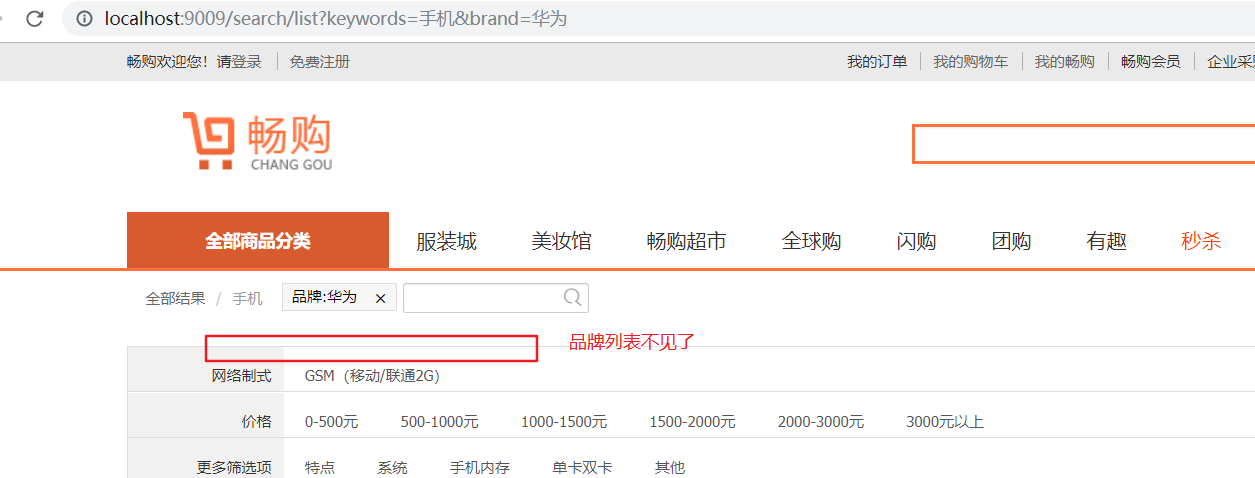 localhost:9009/search/list?keywords=手机&brand=华为
畅购欢迎您！请登录 免费注册 我的订单 我的购物车 我的畅购 畅购会员 企业采
畅购
CHANG GOU
全部商品分类 服装城 美妆馆 畅购超市 全球购 闪购 团购 有趣 秒杀
全部结果 / 手机 品牌:华为 ×
品牌列表不见了
网络制式 GSM（移动/联通2G)
价格 0-500元 500-1000元 1000-1500元 1500-2000元 2000-3000元 3000元以上
更多筛选项 特点 系统 手机内存 单卡双卡 其他